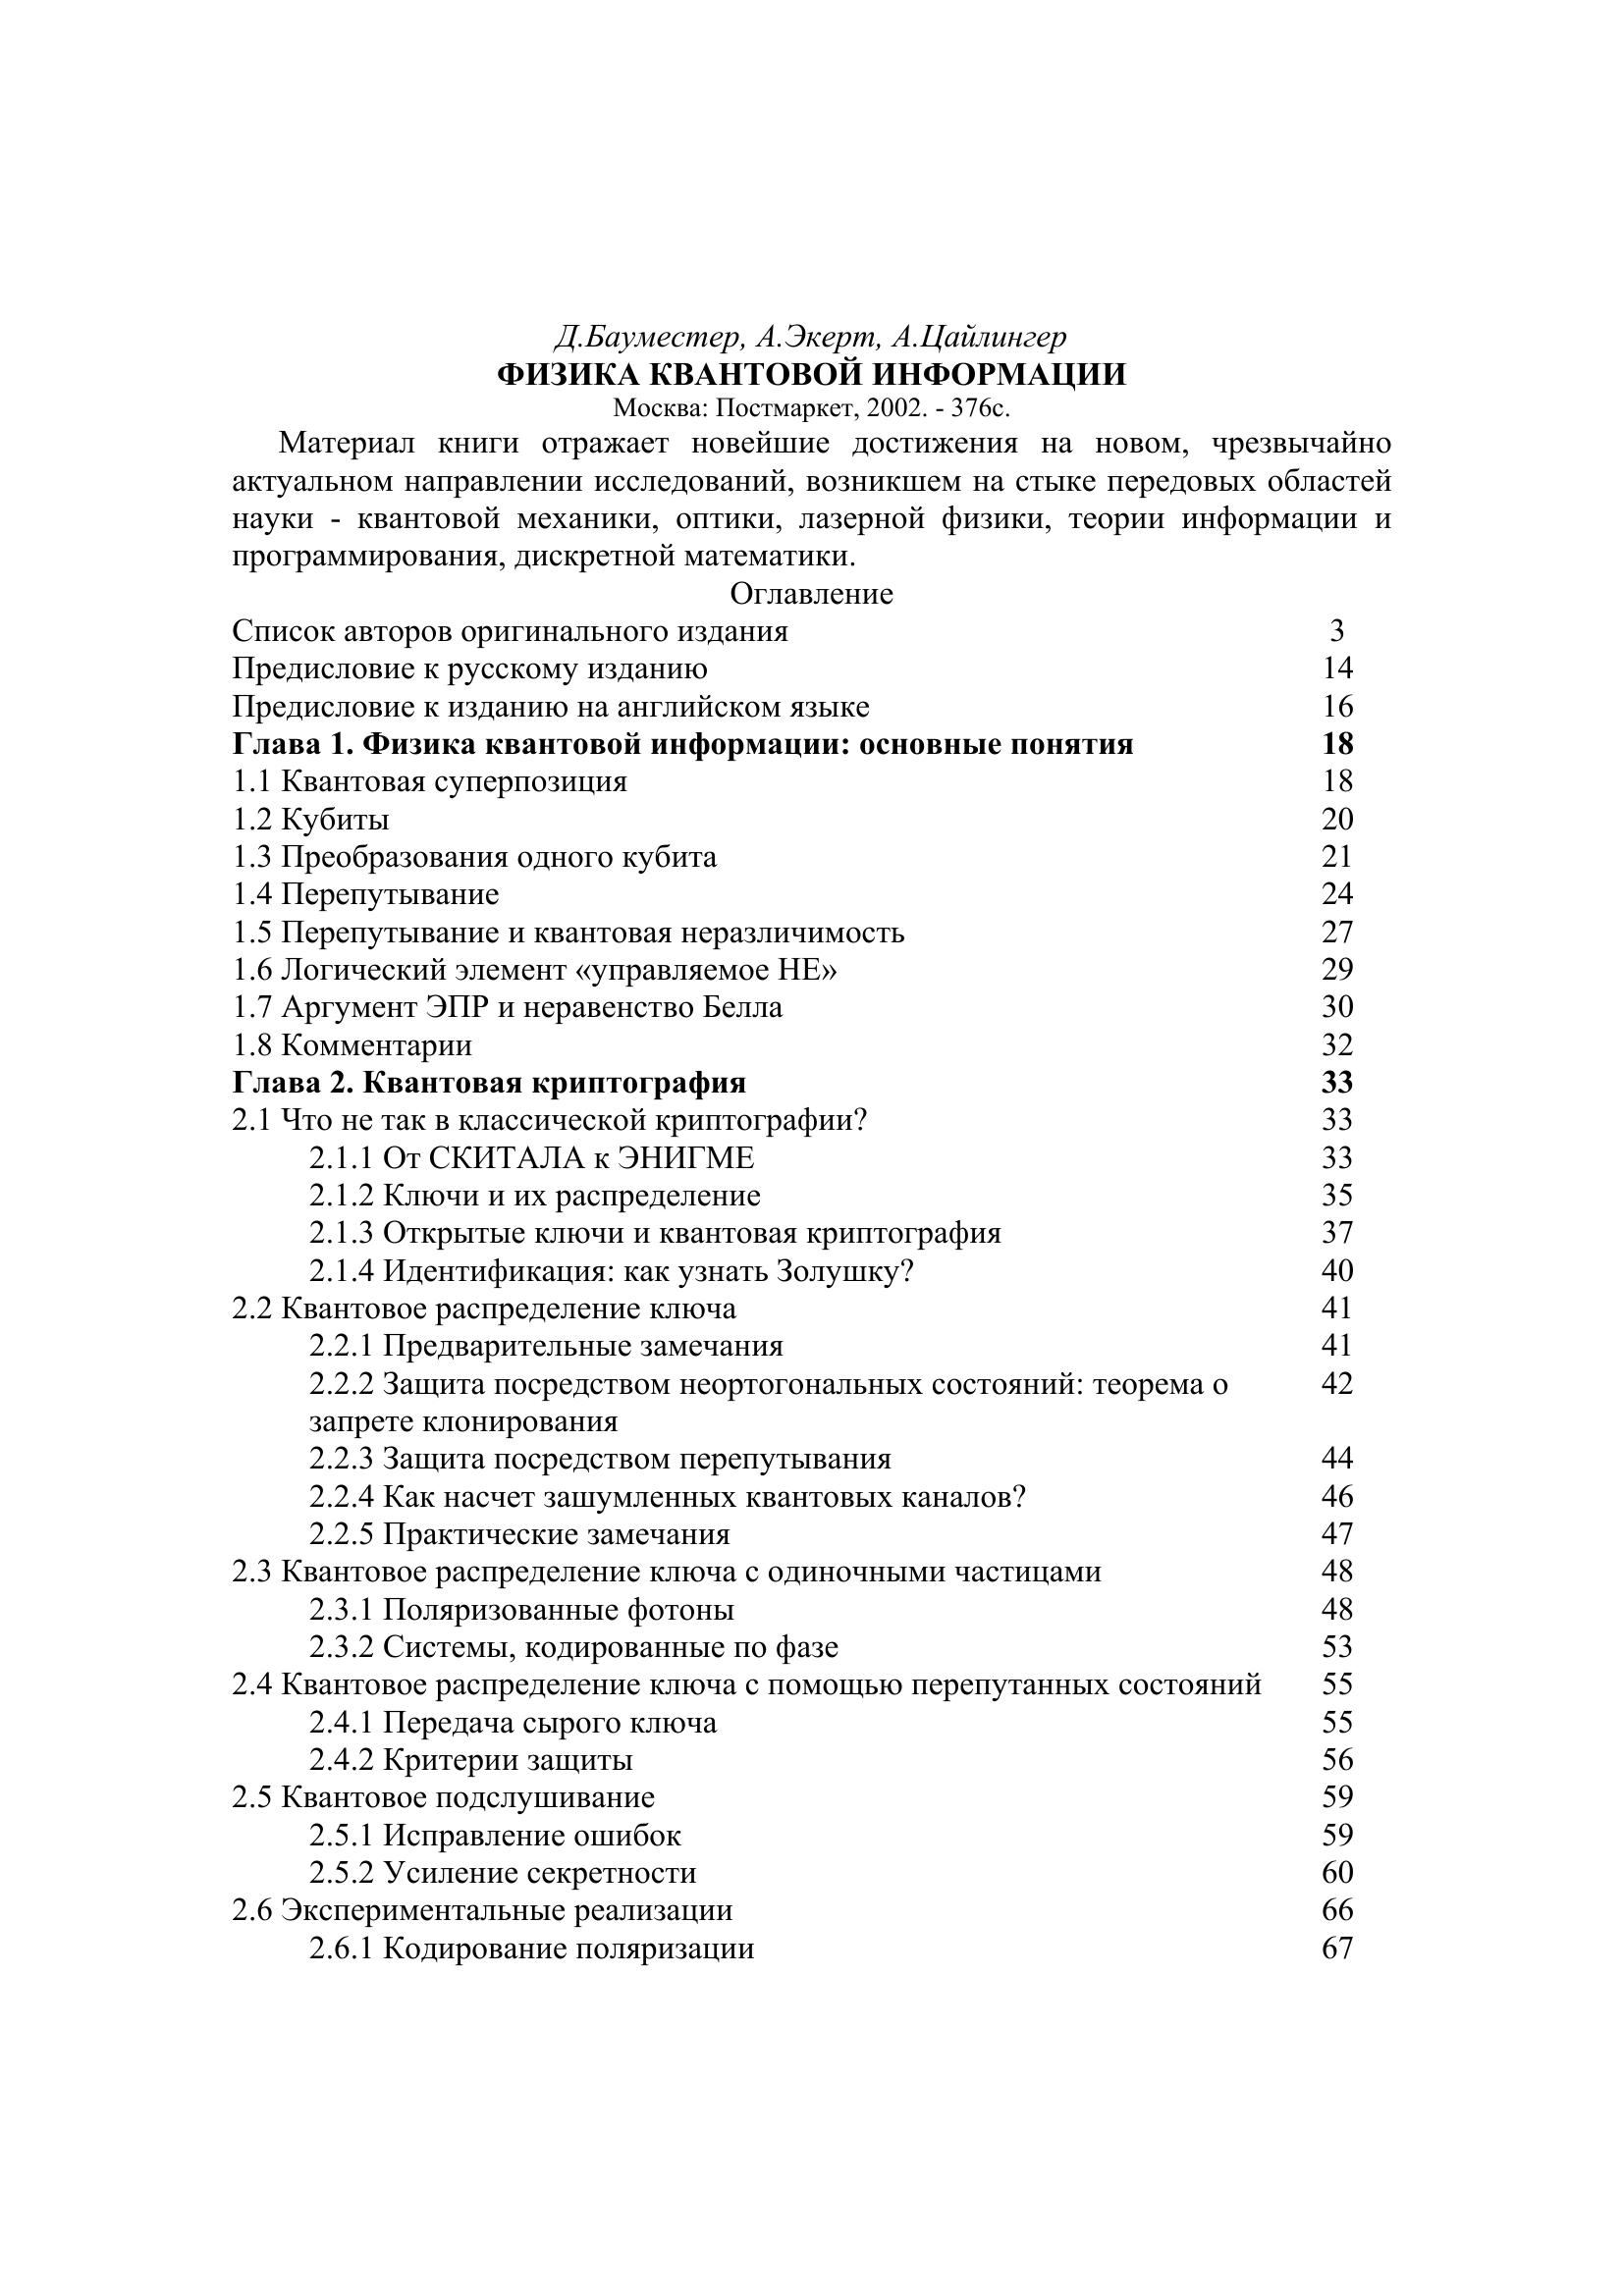 Д.Бауместер, А.Экерт, А.Цайлингер
ФИЗИКА КВАНТОВОЙ ИНФОРМАЦИИ
Москва: Постмаркет, 2002. - 376с.
Материал книги отражает новейшие достижения на новом, чрезвычайно
актуальном направлении исследований, возникшем на стыке передовых областей
науки - квантовой механики, оптики, лазерной физики, теории информации и
программирования, дискретной математики.
Оглавление
Список авторов оригинального издания 3
Предисловие к русскому изданию 14
Предисловие к изданию на английском языке 16
Глава 1. Физика квантовой информации: основные понятия 18
1.1 Квантовая суперпозиция 18
1.2 Кубиты 20
1.3 Преобразования одного кубита 21
1.4 Перепутывание 24
1.5 Перепутывание и квантовая неразличимость 27
1.6 Логический элемент «управляемое НЕ» 29
1.7 Аргумент ЭПР и неравенство Белла 30
1.8 Комментарии 32
Глава 2. Квантовая криптография 33
2.1 Что не так в классической криптографии? 33
2.1.1 От СКИТАЛА к ЭНИГМЕ 33
2.1.2 Ключи и их распределение 35
2.1.3 Открытые ключи и квантовая криптография 37
2.1.4 Идентификация: как узнать Золушку? 40
2.2 Квантовое распределение ключа 41
2.2.1 Предварительные замечания 41
2.2.2 Защита посредством неортогональных состояний: теорема о 42
запрете клонирования
2.2.3 Защита посредством перепутывания 44
2.2.4 Как насчет зашумленных квантовых каналов? 46
2.2.5 Практические замечания 47
2.3 Квантовое распределение ключа с одиночными частицами 48
2.3.1 Поляризованные фотоны 48
2.3.2 Системы, кодированные по фазе 53
2.4 Квантовое распределение ключа с помощью перепутанных состояний 55
2.4.1 Передача сырого ключа 55
2.4.2 Критерии защиты 56
2.5 Квантовое подслушивание 59
2.5.1 Исправление ошибок 59
2.5.2 Усиление секретности 60
2.6 Экспериментальные реализации 66
2.6.1 Кодирование поляризации 67